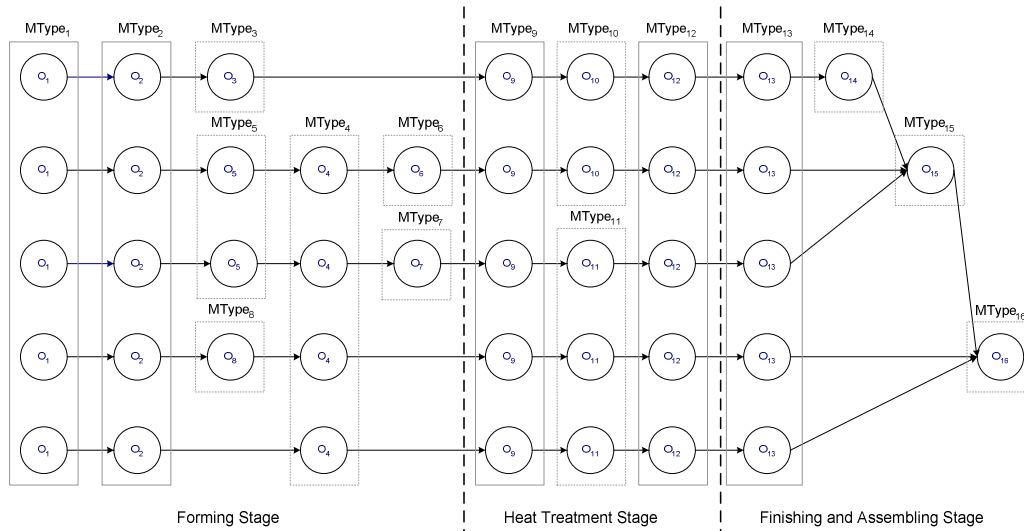 MType₁ MType₂ MType₃ MType₉ MType₁₀ MType₁₂ MType₁₃ MType₁₄
O₁ O₂ O₃ O₉ O₁₀ O₁₂ O₁₃ O₁₄
MType₅ MType₄ MType₆ MType₁₅
O₁ O₂ O₅ O₄ O₆ O₉ O₁₀ O₁₂ O₁₃ O₁₅
MType₇ MType₁₁
O₁ O₂ O₅ O₄ O₇ O₉ O₁₁ O₁₂ O₁₃
MType₈ MType₁₆
O₁ O₂ O₈ O₄ O₉ O₁₁ O₁₂ O₁₃ O₁₆
O₁ O₂ O₄ O₉ O₁₁ O₁₂ O₁₃
Forming Stage Heat Treatment Stage Finishing and Assembling Stage